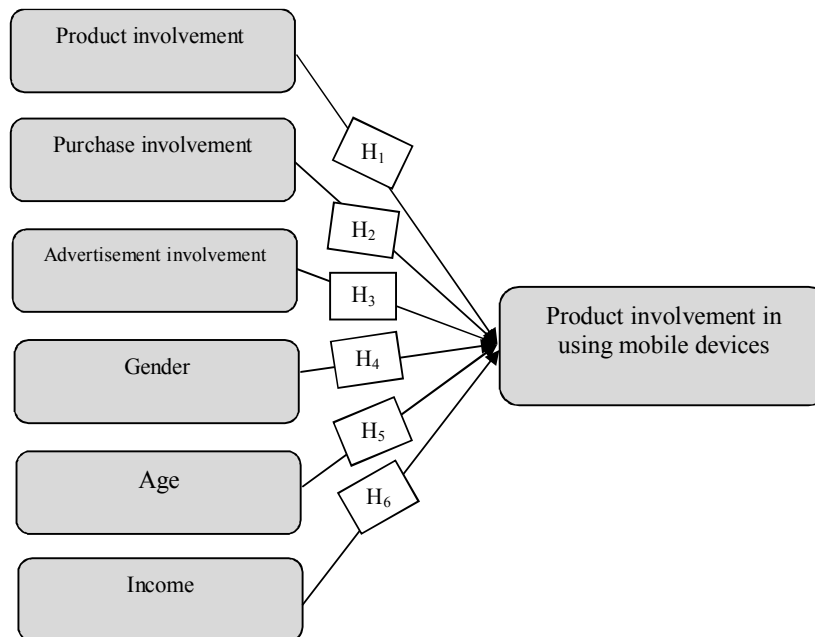 Product involvement
H1
Purchase involvement
H2
Advertisement involvement
H3
Product involvement in
using mobile devices
Gender
H4
Age
H5
H6
Income